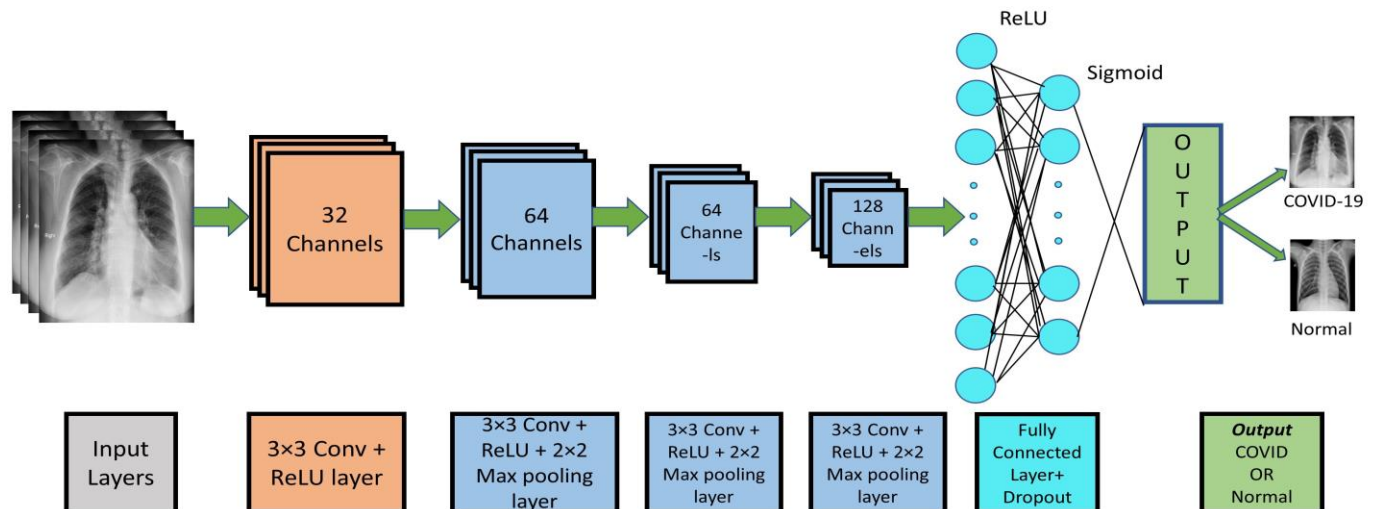 ReLU
Sigmoid
32
Channels
64
Channels
64
Channe
-ls
128
Chann
-els
O
U
T
P
U
T
COVID-19
Normal
Input
Layers
3×3 Conv +
ReLU layer
3×3 Conv +
ReLU + 2×2
Max pooling
layer
3×3 Conv +
ReLU + 2×2
Max pooling
layer
3×3 Conv +
ReLU + 2×2
Max pooling
layer
Fully
Connected
Layer+
Dropout
Output
COVID
OR
Normal